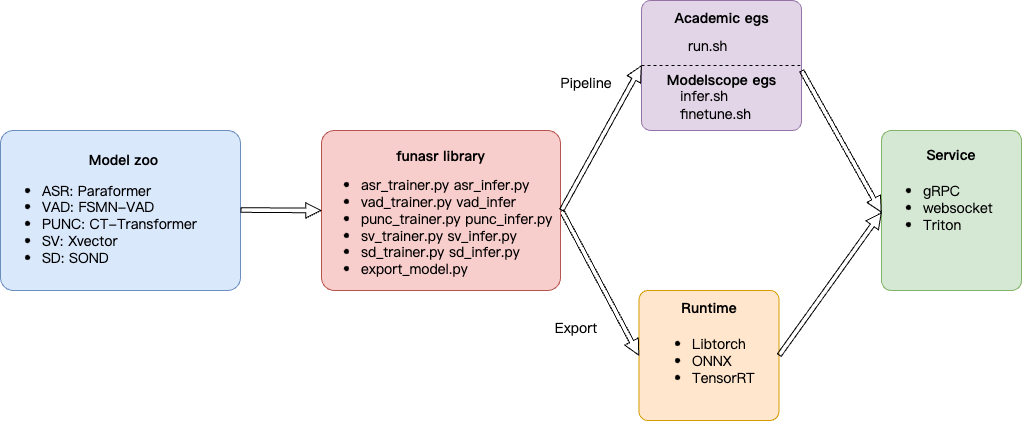 Model zoo
• ASR: Paraformer
• VAD: FSMN-VAD
• PUNC: CT-Transformer
• SV: Xvector
• SD: SOND
funasr library
• asr_trainer.py asr_infer.py
• vad_trainer.py vad_infer
• punc_trainer.py punc_infer.py
• sv_trainer.py sv_infer.py
• sd_trainer.py sd_infer.py
• export_model.py
Pipeline
Academic egs
run.sh
Modelscope egs
infer.sh
finetune.sh
Export
Runtime
• Libtorch
• ONNX
• TensorRT
Service
• gRPC
• websocket
• Triton